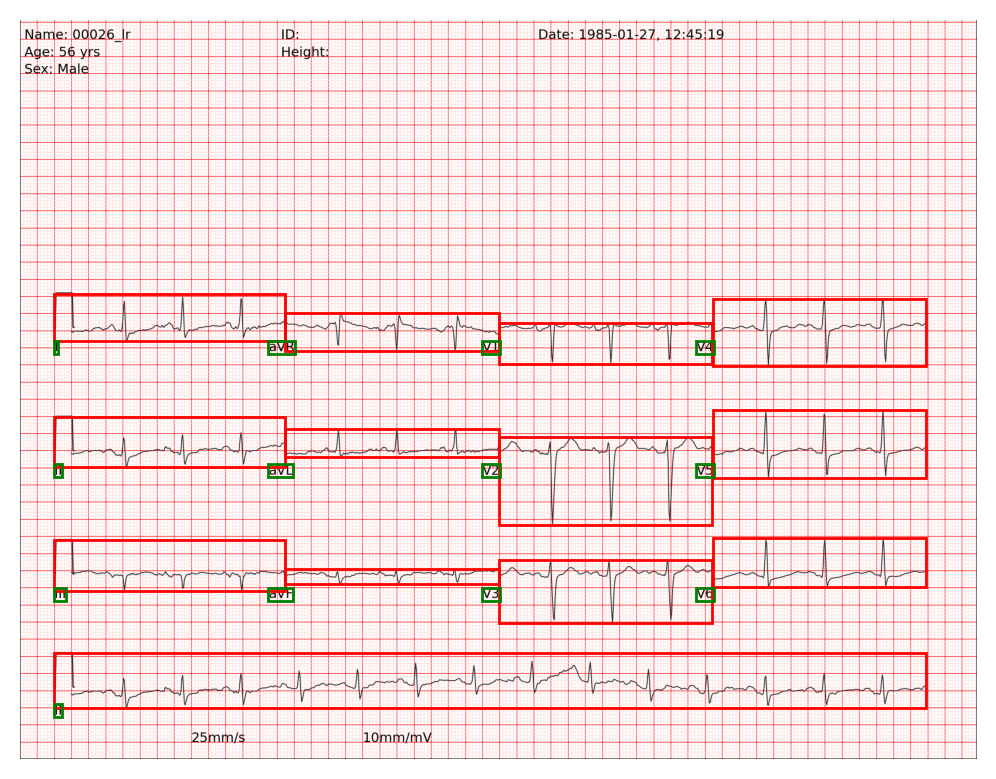 Name: 00026_lr ID: Date: 1985-01-27, 12:45:19
Age: 56 yrs Height:
Sex: Male
I aVR V1 V4
II aVL V2 V5
III aVF V3 V6
II
25mm/s 10mm/mV